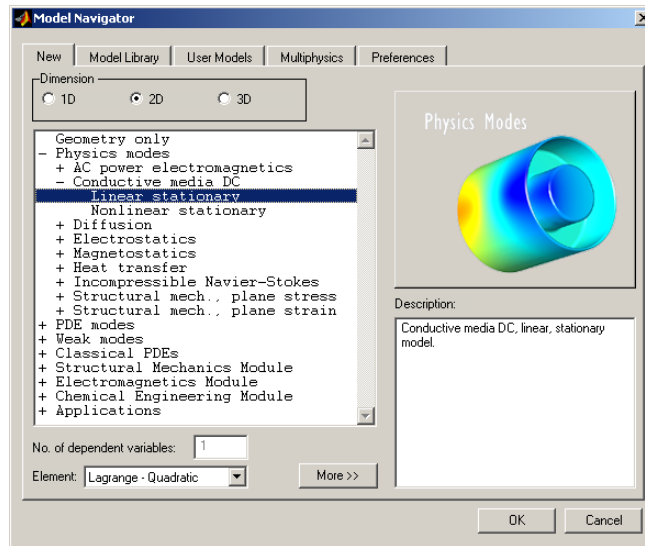 Model Navigator
New Model Library User Models Multiphysics Preferences
Dimension
1D 2D 3D
Geometry only
- Physics modes
+ AC power electromagnetics
- Conductive media DC
Linear stationary
Nonlinear stationary
+ Diffusion
+ Electrostatics
+ Magnetostatics
+ Heat transfer
+ Incompressible Navier-Stokes
+ Structural mech., plane stress
+ Structural mech., plane strain
+ PDE modes
+ Weak modes
+ Classical PDEs
+ Structural Mechanics Module
+ Electromagnetics Module
+ Chemical Engineering Module
+ Applications
No. of dependent variables: 1
Element: Lagrange - Quadratic
More >>
Physics Modes
Description:
Conductive media DC, linear, stationary
model.
OK Cancel